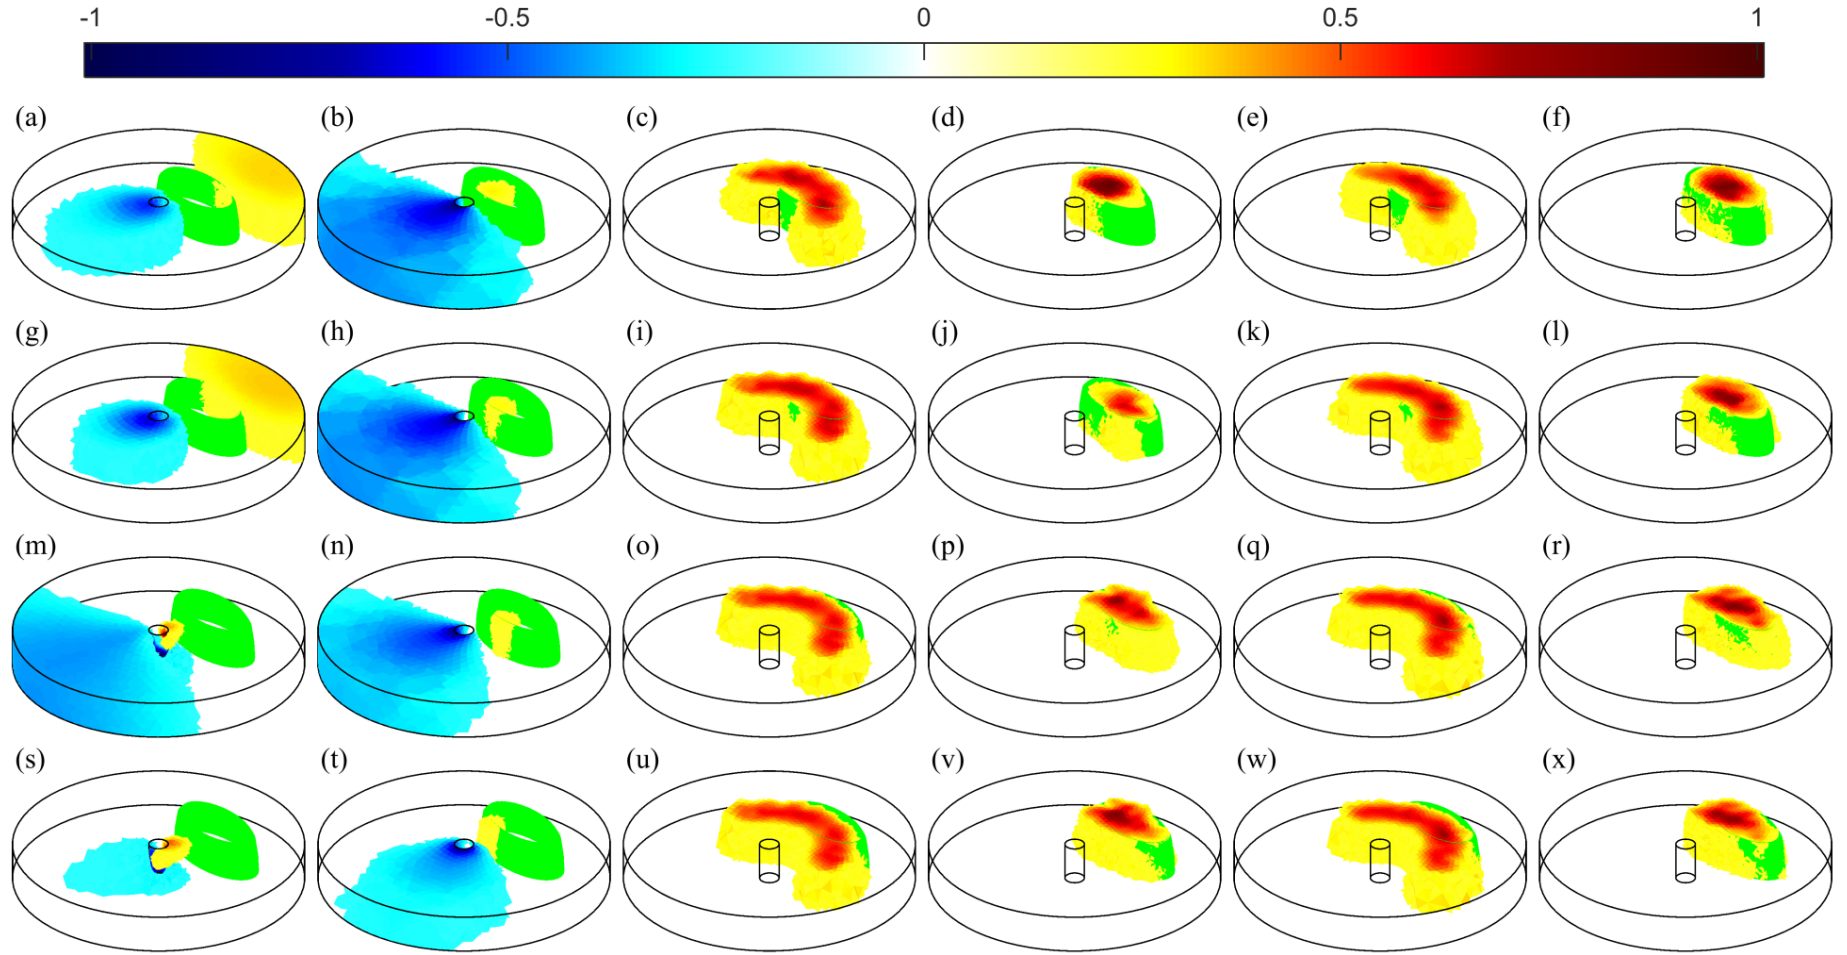 -1 -0.5 0 0.5 1
(a) (b) (c) (d) (e) (f)
(g) (h) (i) (j) (k) (l)
(m) (n) (o) (p) (q) (r)
(s) (t) (u) (v) (w) (x)